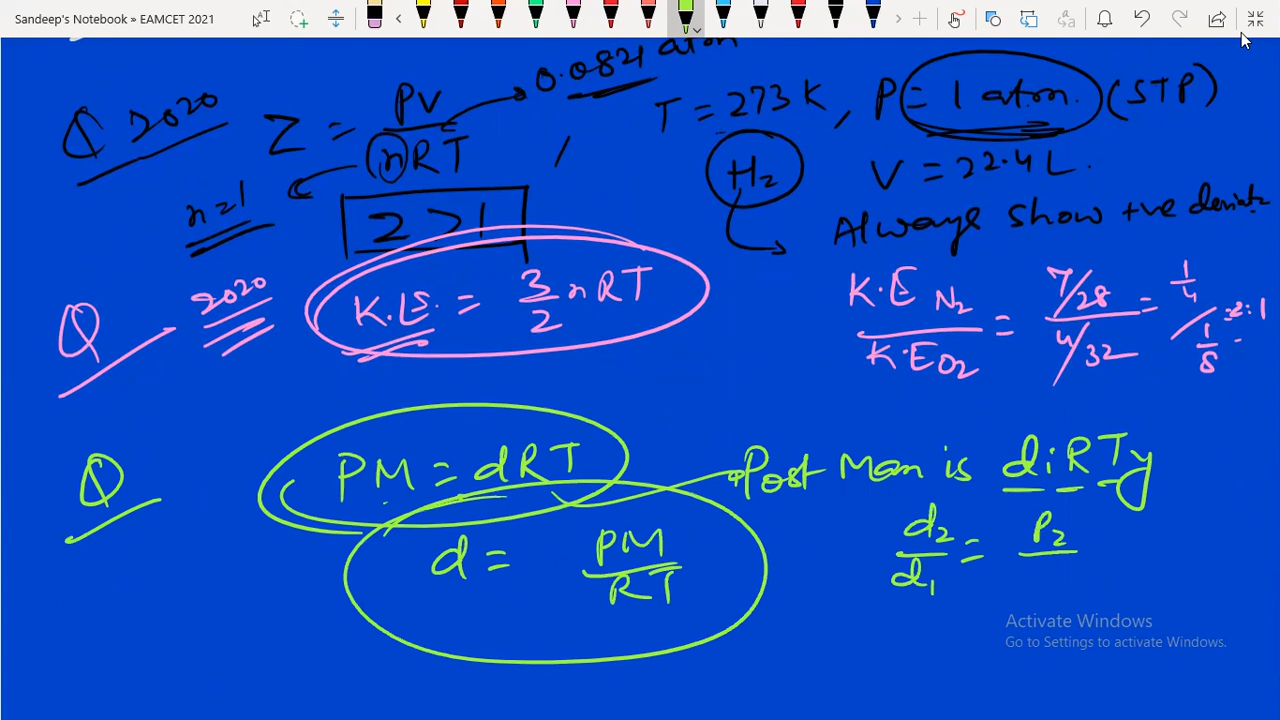 Sandeep's Notebook » EAMCET 2021
Q 2020 Z = PV / nRT
0.0821 atm
n=1
Z >1
T = 273 K, P = 1 atm. (STP)
H2 V = 22.4 L.
Always show +ve deviatn
Q 2020 K.E. = 3/2 nRT
K.E N2 / K.E O2 = 7/28 / 4/32 = 1/4 / 1/8 = 2:1
Q PM = dRT
Post Man is diRTy
d = PM / RT
d2 / d1 = P2
Activate Windows
Go to Settings to activate Windows.